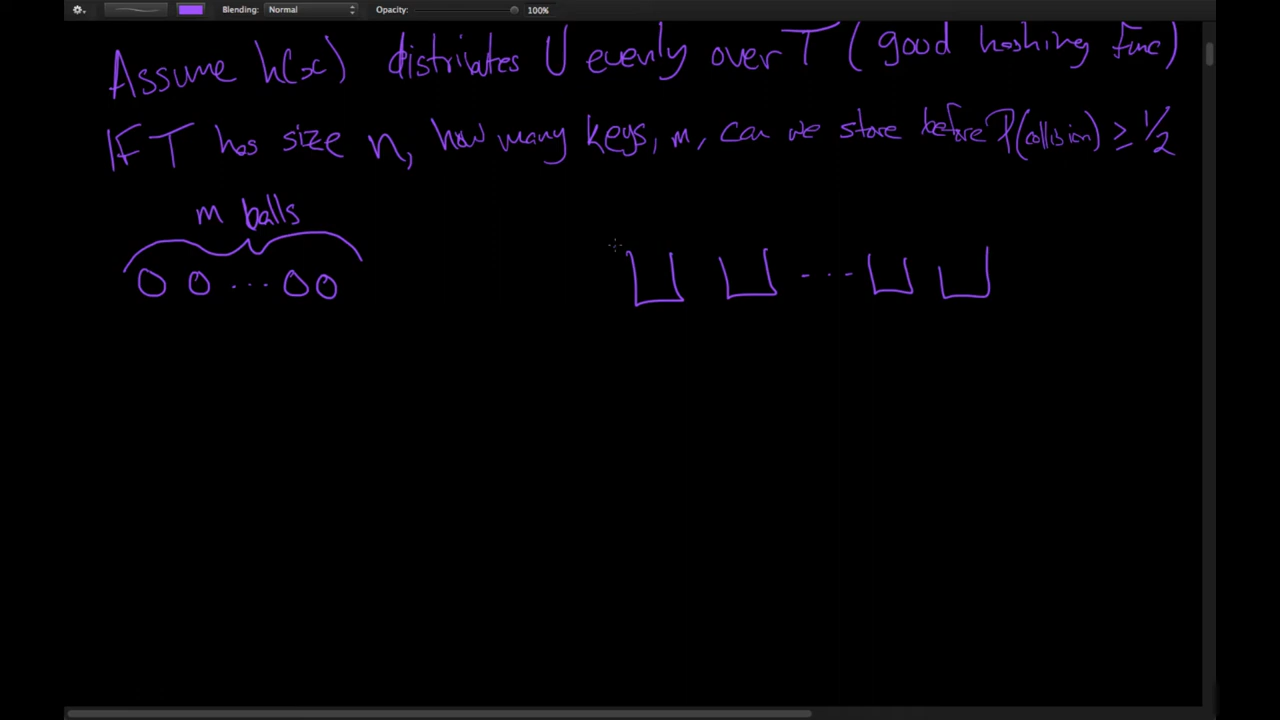 Blending: Normal Opacity: 100%
Assume h(x) distributes U evenly over T (good hashing func)
IF T has size n, how many keys, m, can we store before P(collision) ≥ 1/2
m balls